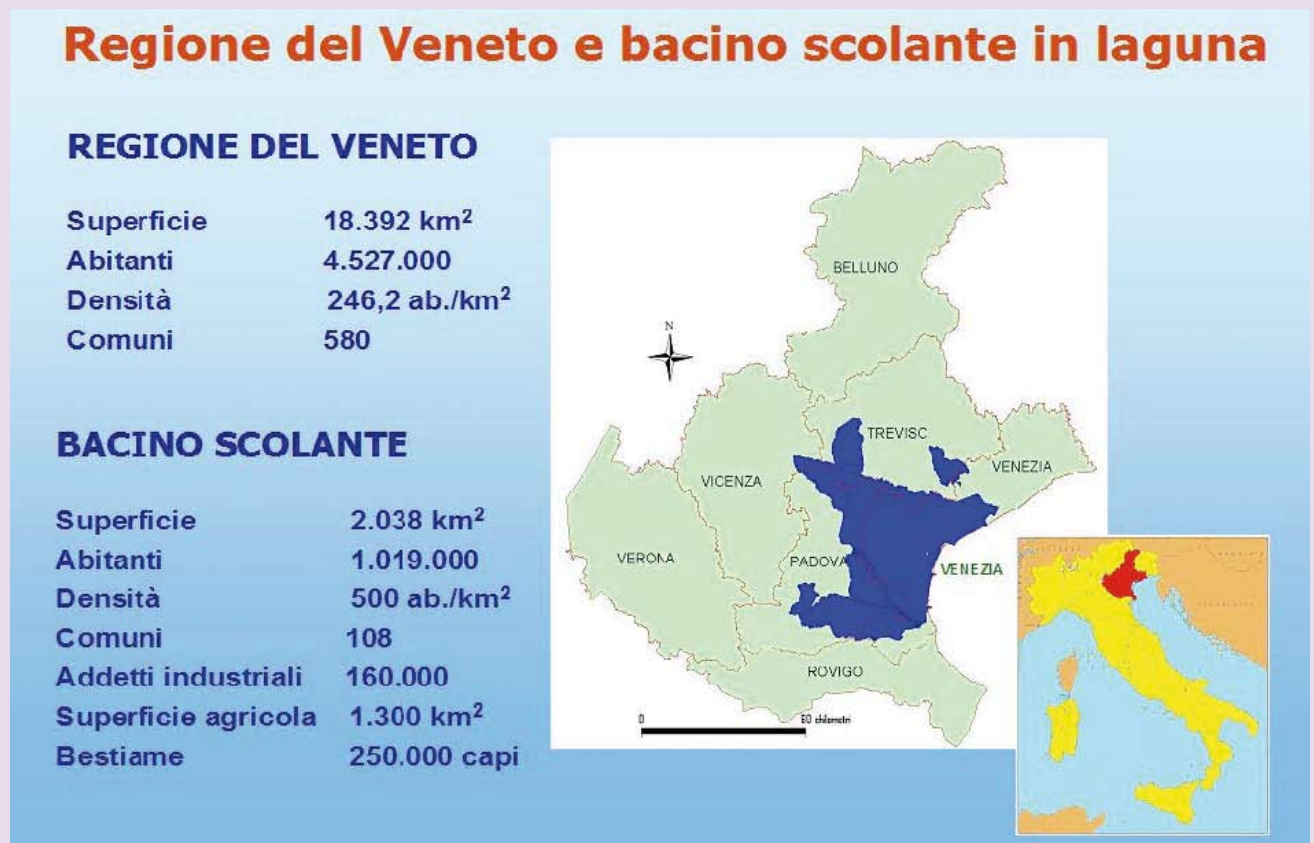 Regione del Veneto e bacino scolante in laguna
REGIONE DEL VENETO
Superficie 18.392 km²
Abitanti 4.527.000
Densità 246,2 ab./km²
Comuni 580
BACINO SCOLANTE
Superficie 2.038 km²
Abitanti 1.019.000
Densità 500 ab./km²
Comuni 108
Addetti industriali 160.000
Superficie agricola 1.300 km²
Bestiame 250.000 capi
BELLUNO
N
TREVISC
VENEZIA
VICENZA
VERONA
PADOVA
VENEZIA
ROVIGO
0 60 chilometri